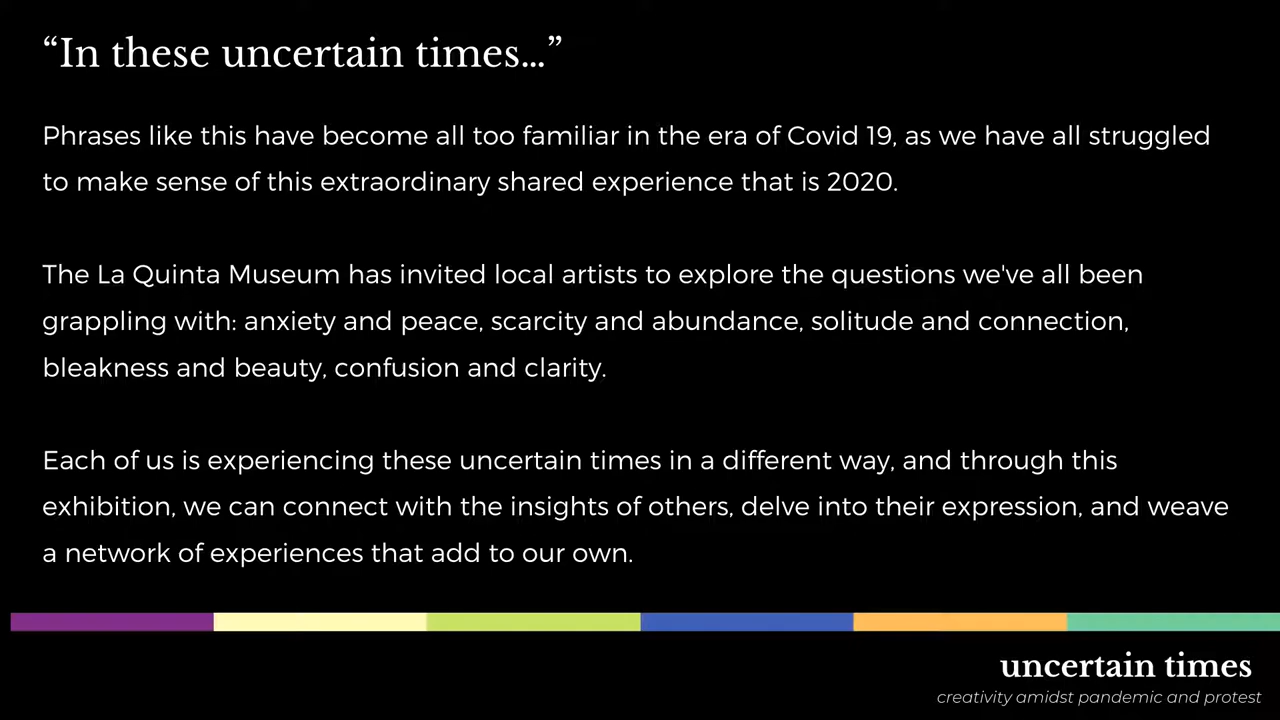 “In these uncertain times…”
Phrases like this have become all too familiar in the era of Covid 19, as we have all struggled
to make sense of this extraordinary shared experience that is 2020.
The La Quinta Museum has invited local artists to explore the questions we've all been
grappling with: anxiety and peace, scarcity and abundance, solitude and connection,
bleakness and beauty, confusion and clarity.
Each of us is experiencing these uncertain times in a different way, and through this
exhibition, we can connect with the insights of others, delve into their expression, and weave
a network of experiences that add to our own.
uncertain times
creativity amidst pandemic and protest